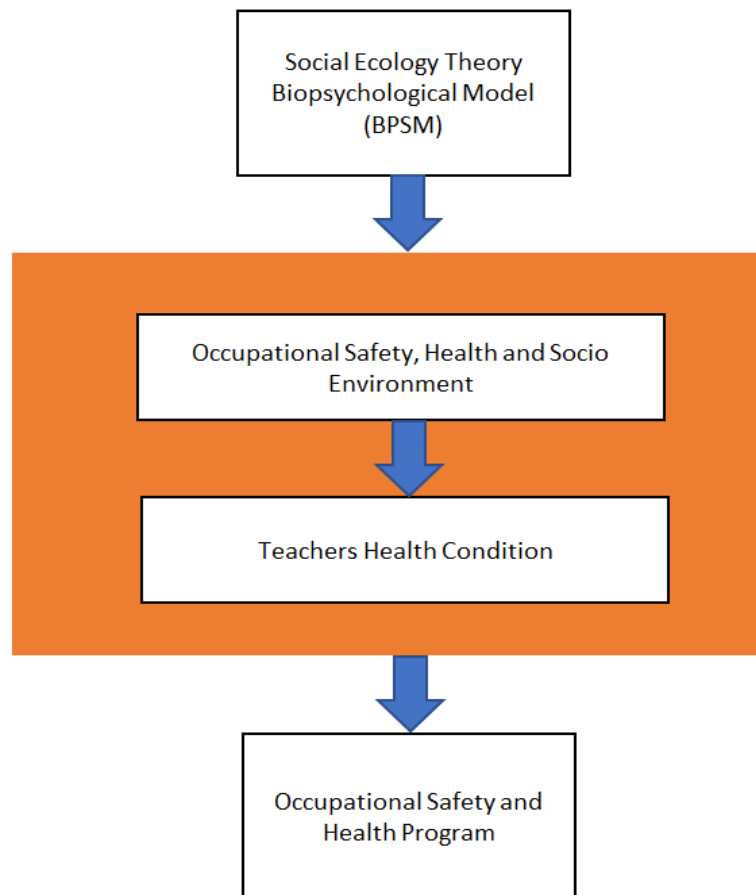 Social Ecology Theory
Biopsychological Model
(BPSM)
Occupational Safety, Health and Socio
Environment
Teachers Health Condition
Occupational Safety and
Health Program